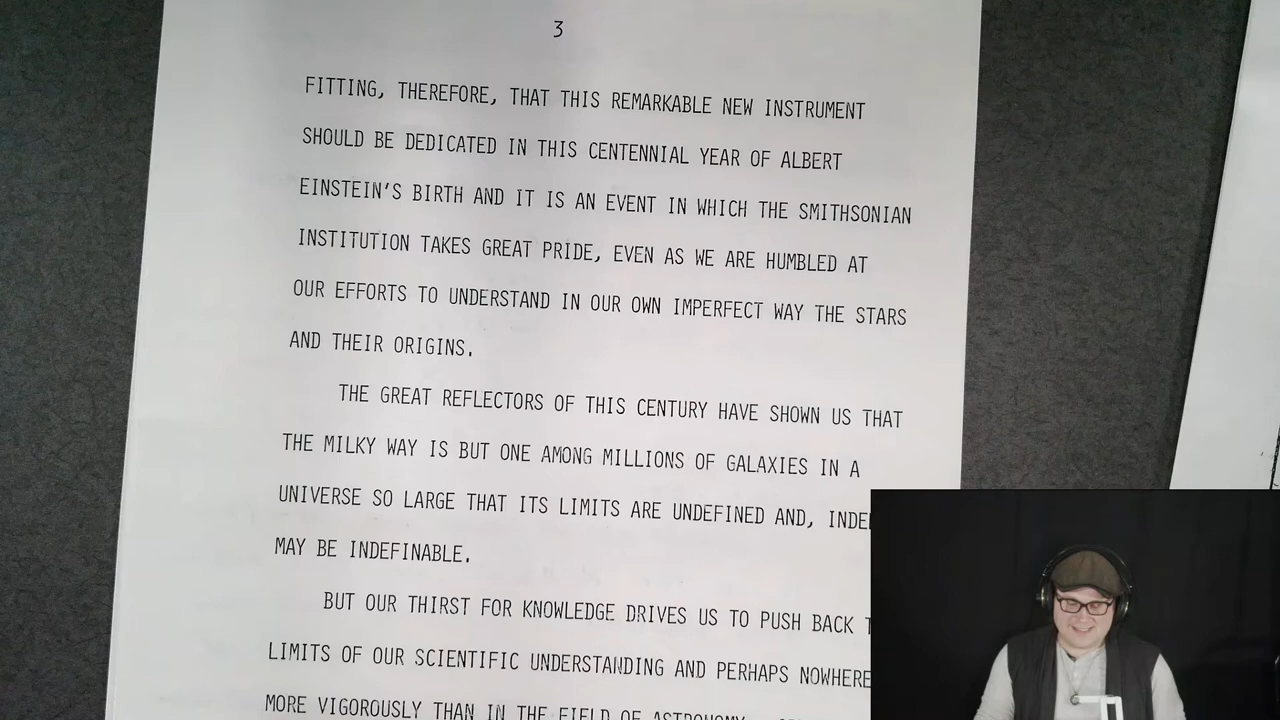 3
FITTING, THEREFORE, THAT THIS REMARKABLE NEW INSTRUMENT
SHOULD BE DEDICATED IN THIS CENTENNIAL YEAR OF ALBERT
EINSTEIN'S BIRTH AND IT IS AN EVENT IN WHICH THE SMITHSONIAN
INSTITUTION TAKES GREAT PRIDE, EVEN AS WE ARE HUMBLED AT
OUR EFFORTS TO UNDERSTAND IN OUR OWN IMPERFECT WAY THE STARS
AND THEIR ORIGINS.
THE GREAT REFLECTORS OF THIS CENTURY HAVE SHOWN US THAT
THE MILKY WAY IS BUT ONE AMONG MILLIONS OF GALAXIES IN A
UNIVERSE SO LARGE THAT ITS LIMITS ARE UNDEFINED AND,
MAY BE INDEFINABLE.
BUT OUR THIRST FOR KNOWLEDGE DRIVES US TO PUSH BACK
LIMITS OF OUR SCIENTIFIC UNDERSTANDING AND PERHAPS NOWHERE
MORE VIGOROUSLY THAN IN THE FIELD OF ASTRONOMY.